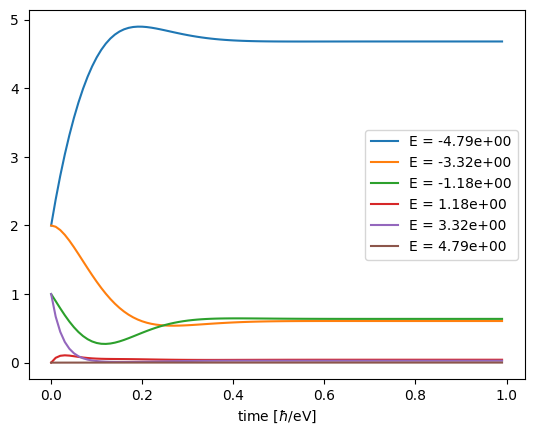 5
4
3
2
1
0
E = -4.79e+00
E = -3.32e+00
E = -1.18e+00
E = 1.18e+00
E = 3.32e+00
E = 4.79e+00
0.0 0.2 0.4 0.6 0.8 1.0
time [ℏ/eV]